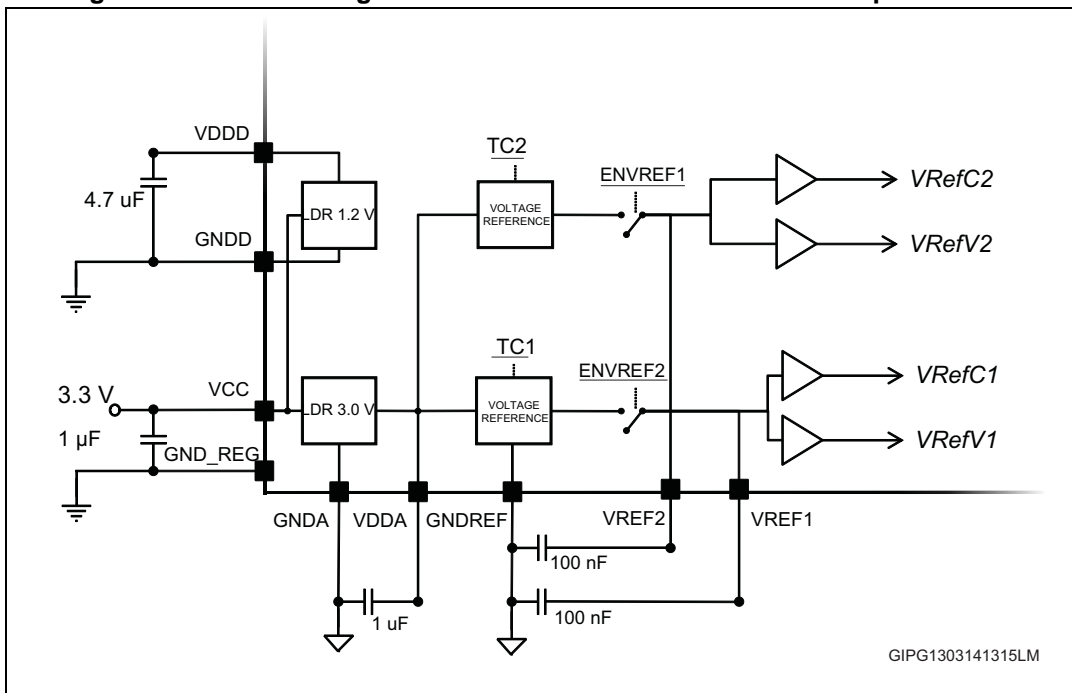 VDDD
TC2
ENVREF1
4.7 uF
LDR 1.2 V
VOLTAGE
REFERENCE
VRefC2
VRefV2
GNDD
TC1
ENVREF2
3.3 V
VCC
LDR 3.0 V
VOLTAGE
REFERENCE
VRefC1
VRefV1
1 µF
GND_REG
GNDA
VDDA
GNDREF
VREF2
VREF1
100 nF
1 uF
100 nF
GIPG1303141315LM